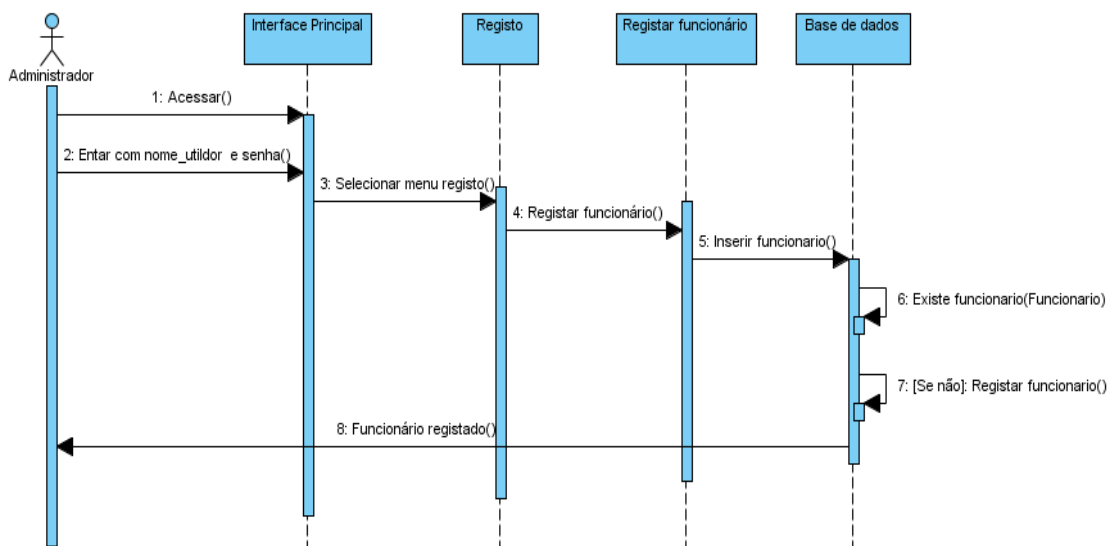 Interface Principal
Registo
Registar funcionário
Base de dados
Administrador
1: Acessar()
2: Entar com nome_utildor e senha()
3: Selecionar menu registo()
4: Registar funcionário()
5: Inserir funcionario()
6: Existe funcionario(Funcionario)
7: [Se não]: Registar funcionario()
8: Funcionário registado()